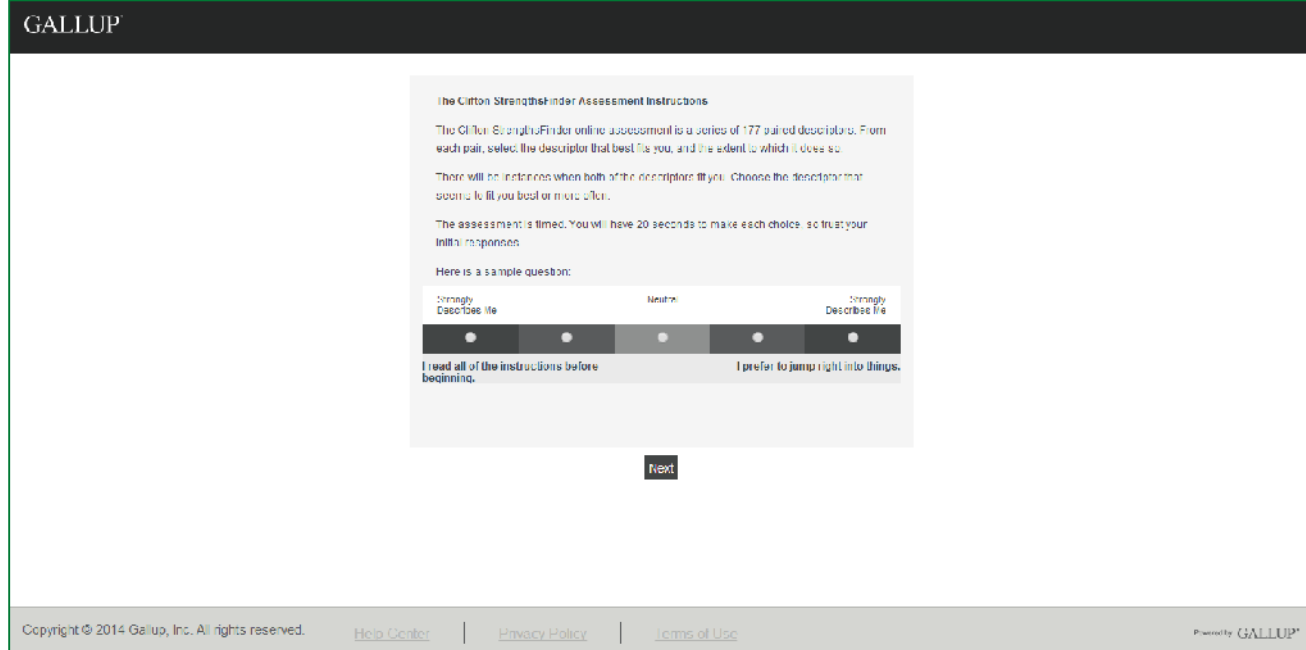 GALLUP
The Clifton StrengthsFinder Assessment Instructions
The Clifton StrengthsFinder online assessment is a series of 177 paired descriptors. From
each pair, select the descriptor that best fits you, and the extent to which it does so.
There will be instances when both of the descriptors fit you. Choose the descriptor that
seems to fit you best or more often.
The assessment is timed. You will have 20 seconds to make each choice, so trust your
initial responses.
Here is a sample question:
Strongly
Describes Me
Neutral
Strongly
Describes Me
I read all of the instructions before
beginning.
I prefer to jump right into things.
Next
Copyright © 2014 Gallup, Inc. All rights reserved.
Help Center
Privacy Policy
Terms of Use
Powered by GALLUP